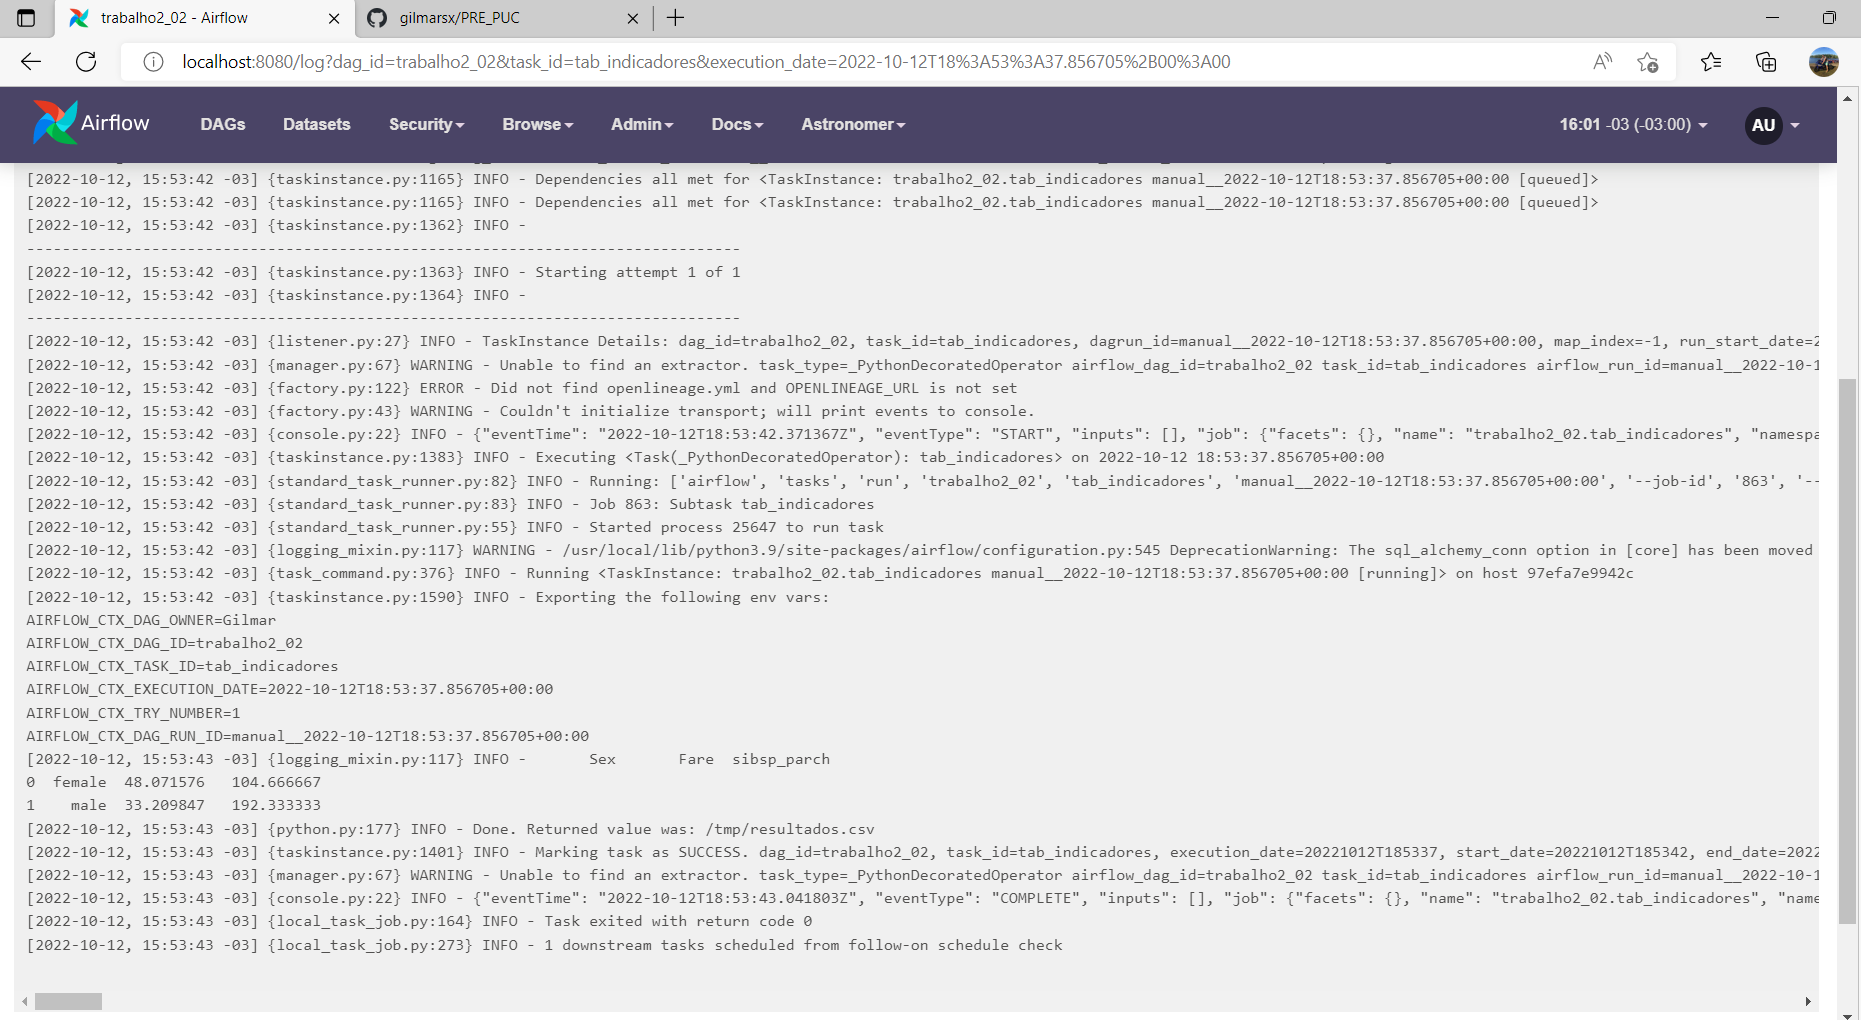 trabalho2_02 - Airflow
gilmarsx/PRE_PUC
localhost:8080/log?dag_id=trabalho2_02&task_id=tab_indicadores&execution_date=2022-10-12T18%3A53%3A37.856705%2B00%3A00
Airflow DAGs Datasets Security Browse Admin Docs Astronomer 16:01 -03 (-03:00) AU
[2022-10-12, 15:53:42 -03] {taskinstance.py:1165} INFO - Dependencies all met for <TaskInstance: trabalho2_02.tab_indicadores manual__2022-10-12T18:53:37.856705+00:00 [queued]>
[2022-10-12, 15:53:42 -03] {taskinstance.py:1165} INFO - Dependencies all met for <TaskInstance: trabalho2_02.tab_indicadores manual__2022-10-12T18:53:37.856705+00:00 [queued]>
[2022-10-12, 15:53:42 -03] {taskinstance.py:1362} INFO -
--------------------------------------------------------------------------------
[2022-10-12, 15:53:42 -03] {taskinstance.py:1363} INFO - Starting attempt 1 of 1
[2022-10-12, 15:53:42 -03] {taskinstance.py:1364} INFO -
--------------------------------------------------------------------------------
[2022-10-12, 15:53:42 -03] {listener.py:27} INFO - TaskInstance Details: dag_id=trabalho2_02, task_id=tab_indicadores, dagrun_id=manual__2022-10-12T18:53:37.856705+00:00, map_index=-1, run_start_date=2
[2022-10-12, 15:53:42 -03] {manager.py:67} WARNING - Unable to find an extractor. task_type=_PythonDecoratedOperator airflow_dag_id=trabalho2_02 task_id=tab_indicadores airflow_run_id=manual__2022-10-1
[2022-10-12, 15:53:42 -03] {factory.py:122} ERROR - Did not find openlineage.yml and OPENLINEAGE_URL is not set
[2022-10-12, 15:53:42 -03] {factory.py:43} WARNING - Couldn't initialize transport; will print events to console.
[2022-10-12, 15:53:42 -03] {console.py:22} INFO - {"eventTime": "2022-10-12T18:53:42.371367Z", "eventType": "START", "inputs": [], "job": {"facets": {}, "name": "trabalho2_02.tab_indicadores", "namespa
[2022-10-12, 15:53:42 -03] {taskinstance.py:1383} INFO - Executing <Task(_PythonDecoratedOperator): tab_indicadores> on 2022-10-12 18:53:37.856705+00:00
[2022-10-12, 15:53:42 -03] {standard_task_runner.py:82} INFO - Running: ['airflow', 'tasks', 'run', 'trabalho2_02', 'tab_indicadores', 'manual__2022-10-12T18:53:37.856705+00:00', '--job-id', '863', '--
[2022-10-12, 15:53:42 -03] {standard_task_runner.py:83} INFO - Job 863: Subtask tab_indicadores
[2022-10-12, 15:53:42 -03] {standard_task_runner.py:55} INFO - Started process 25647 to run task
[2022-10-12, 15:53:42 -03] {logging_mixin.py:117} WARNING - /usr/local/lib/python3.9/site-packages/airflow/configuration.py:545 DeprecationWarning: The sql_alchemy_conn option in [core] has been moved
[2022-10-12, 15:53:42 -03] {task_command.py:376} INFO - Running <TaskInstance: trabalho2_02.tab_indicadores manual__2022-10-12T18:53:37.856705+00:00 [running]> on host 97efa7e9942c
[2022-10-12, 15:53:42 -03] {taskinstance.py:1590} INFO - Exporting the following env vars:
AIRFLOW_CTX_DAG_OWNER=Gilmar
AIRFLOW_CTX_DAG_ID=trabalho2_02
AIRFLOW_CTX_TASK_ID=tab_indicadores
AIRFLOW_CTX_EXECUTION_DATE=2022-10-12T18:53:37.856705+00:00
AIRFLOW_CTX_TRY_NUMBER=1
AIRFLOW_CTX_DAG_RUN_ID=manual__2022-10-12T18:53:37.856705+00:00
[2022-10-12, 15:53:43 -03] {logging_mixin.py:117} INFO -       Sex       Fare  sibsp_parch
0  female  48.071576   104.666667
1    male  33.209847   192.333333
[2022-10-12, 15:53:43 -03] {python.py:177} INFO - Done. Returned value was: /tmp/resultados.csv
[2022-10-12, 15:53:43 -03] {taskinstance.py:1401} INFO - Marking task as SUCCESS. dag_id=trabalho2_02, task_id=tab_indicadores, execution_date=20221012T185337, start_date=20221012T185342, end_date=2022
[2022-10-12, 15:53:43 -03] {manager.py:67} WARNING - Unable to find an extractor. task_type=_PythonDecoratedOperator airflow_dag_id=trabalho2_02 task_id=tab_indicadores airflow_run_id=manual__2022-10-1
[2022-10-12, 15:53:43 -03] {console.py:22} INFO - {"eventTime": "2022-10-12T18:53:43.041803Z", "eventType": "COMPLETE", "inputs": [], "job": {"facets": {}, "name": "trabalho2_02.tab_indicadores", "name
[2022-10-12, 15:53:43 -03] {local_task_job.py:164} INFO - Task exited with return code 0
[2022-10-12, 15:53:43 -03] {local_task_job.py:273} INFO - 1 downstream tasks scheduled from follow-on schedule check